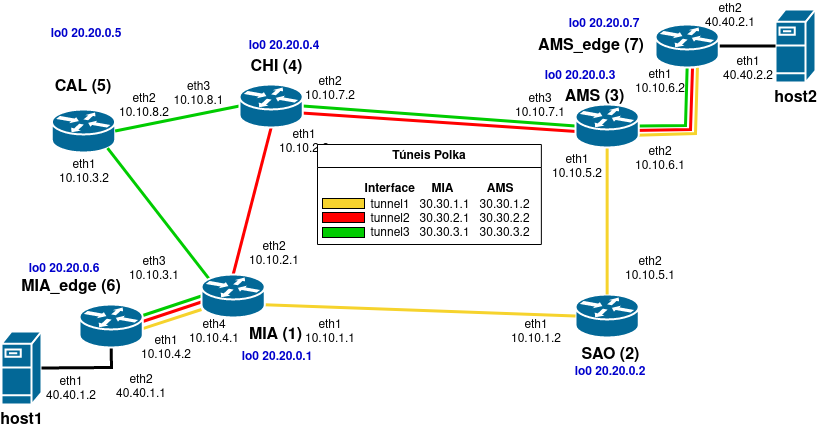 lo0 20.20.0.5
CAL (5)
eth2
10.10.8.2
eth1
10.10.3.2
lo0 20.20.0.4
CHI (4)
eth3
10.10.8.1
eth2
10.10.7.2
eth1
lo0 20.20.0.7
AMS_edge (7)
eth2
40.40.2.1
eth1
40.40.2.2
host2
eth1
10.10.6.2
lo0 20.20.0.3
AMS (3)
eth3
10.10.7.1
eth1
10.10.5.2
eth2
10.10.6.1
Túneis Polka
Interface MIA AMS
tunnel1 30.30.1.1 30.30.1.2
tunnel2 30.30.2.1 30.30.2.2
tunnel3 30.30.3.1 30.30.3.2
eth2
10.10.2.1
eth3
10.10.3.1
lo0 20.20.0.6
MIA_edge (6)
eth4
10.10.4.1
eth1
10.10.4.2
MIA (1)
lo0 20.20.0.1
eth1
10.10.1.1
eth2
10.10.5.1
eth1
10.10.1.2
SAO (2)
lo0 20.20.0.2
eth1
40.40.1.2
eth2
40.40.1.1
host1